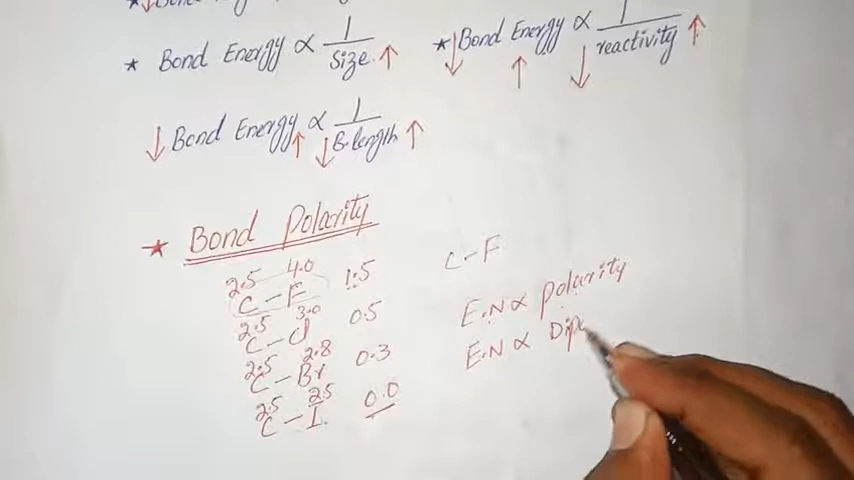 * Bond Energy ∝ 1/Size
* Bond Energy ∝ 1/reactivity
Bond Energy ∝ 1/B.length
* Bond Polarity
2.5 4.0
C-F 1.5
2.5 3.0
C-Cl 0.5
2.5 2.8
C-Br 0.3
2.5 2.5
C-I. 0.0
C-F
E.N ∝ polarity
E.N ∝ Dip